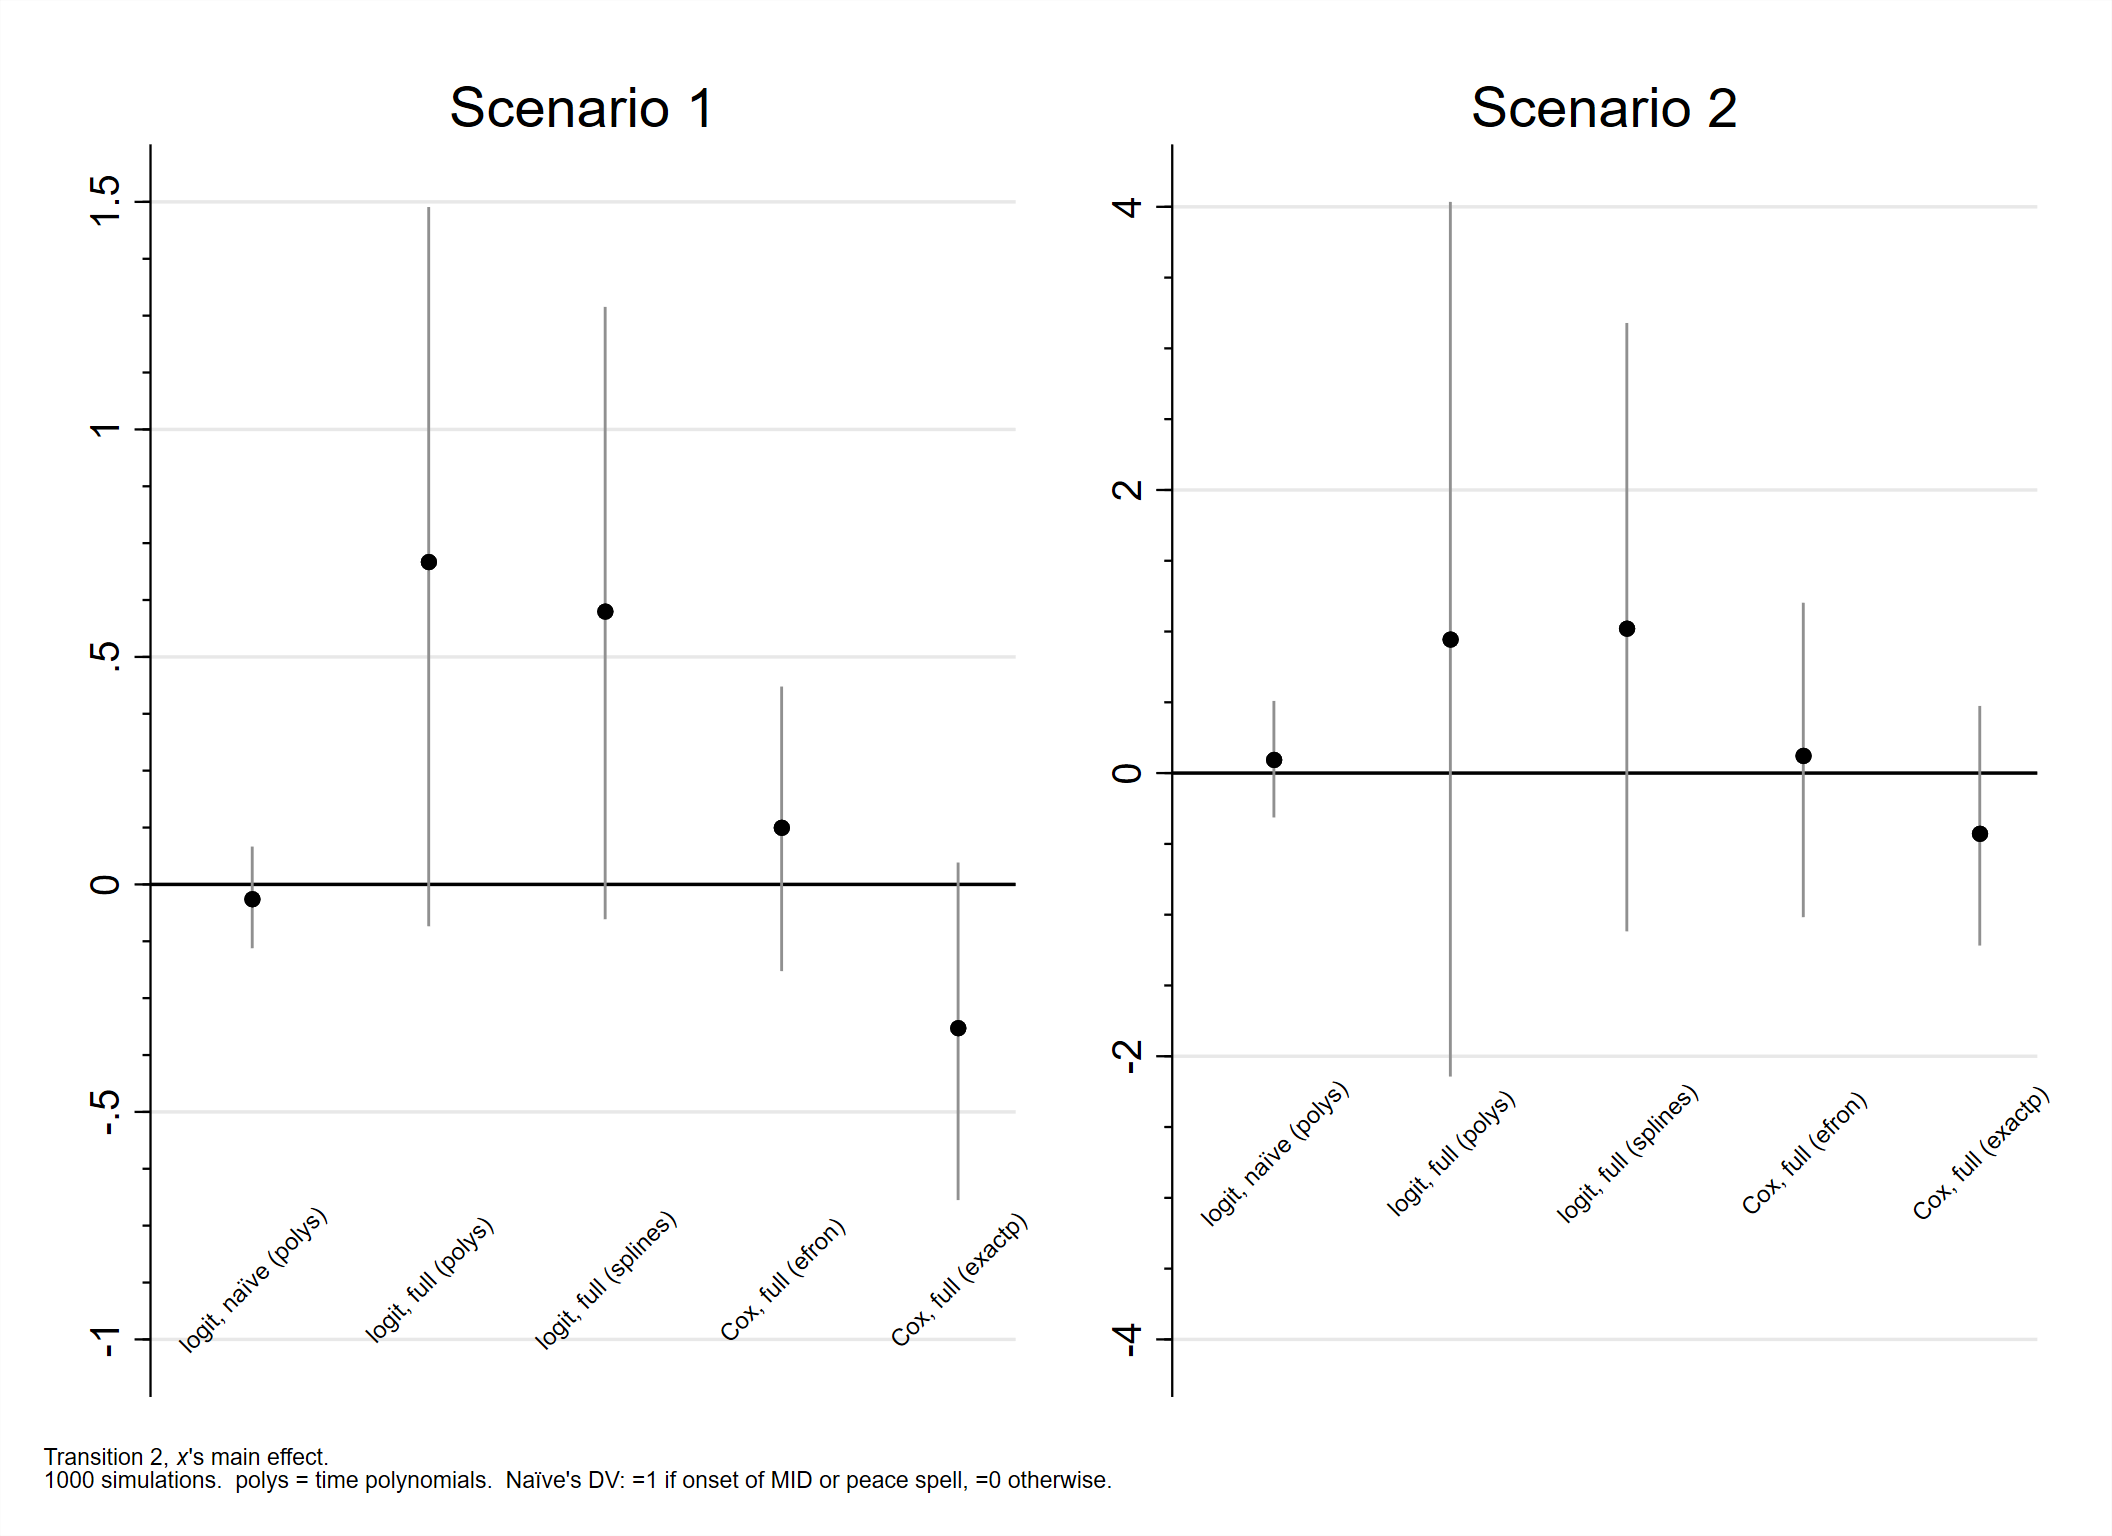 Scenario 1
1.5
1
.5
0
-.5
-1
logit, naïve (polys)
logit, full (polys)
logit, full (splines)
Cox, full (efron)
Cox, full (exactp)
Scenario 2
4
2
0
-2
-4
logit, naïve (polys)
logit, full (polys)
logit, full (splines)
Cox, full (efron)
Cox, full (exactp)
Transition 2, x's main effect.
1000 simulations.  polys = time polynomials.  Naïve's DV: =1 if onset of MID or peace spell, =0 otherwise.